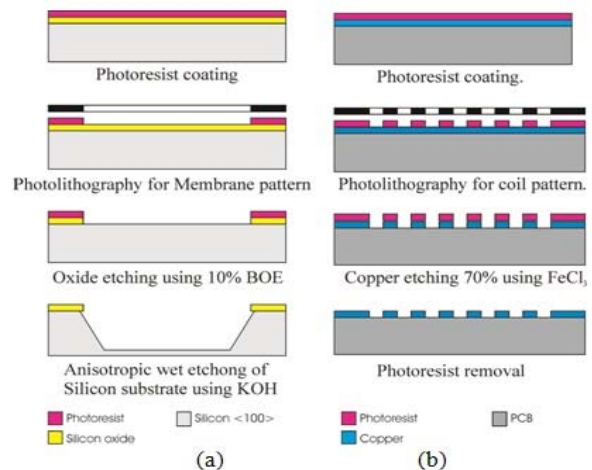 Photoresist coating
Photolithography for Membrane pattern
Oxide etching using 10% BOE
Anisotropic wet etchong of
Silicon substrate using KOH
Photoresist
Silicon <100>
Silicon oxide
(a)
Photoresist coating.
Photolithography for coil pattern.
Copper etching 70% using FeCl₃
Photoresist removal
Photoresist
PCB
Copper
(b)